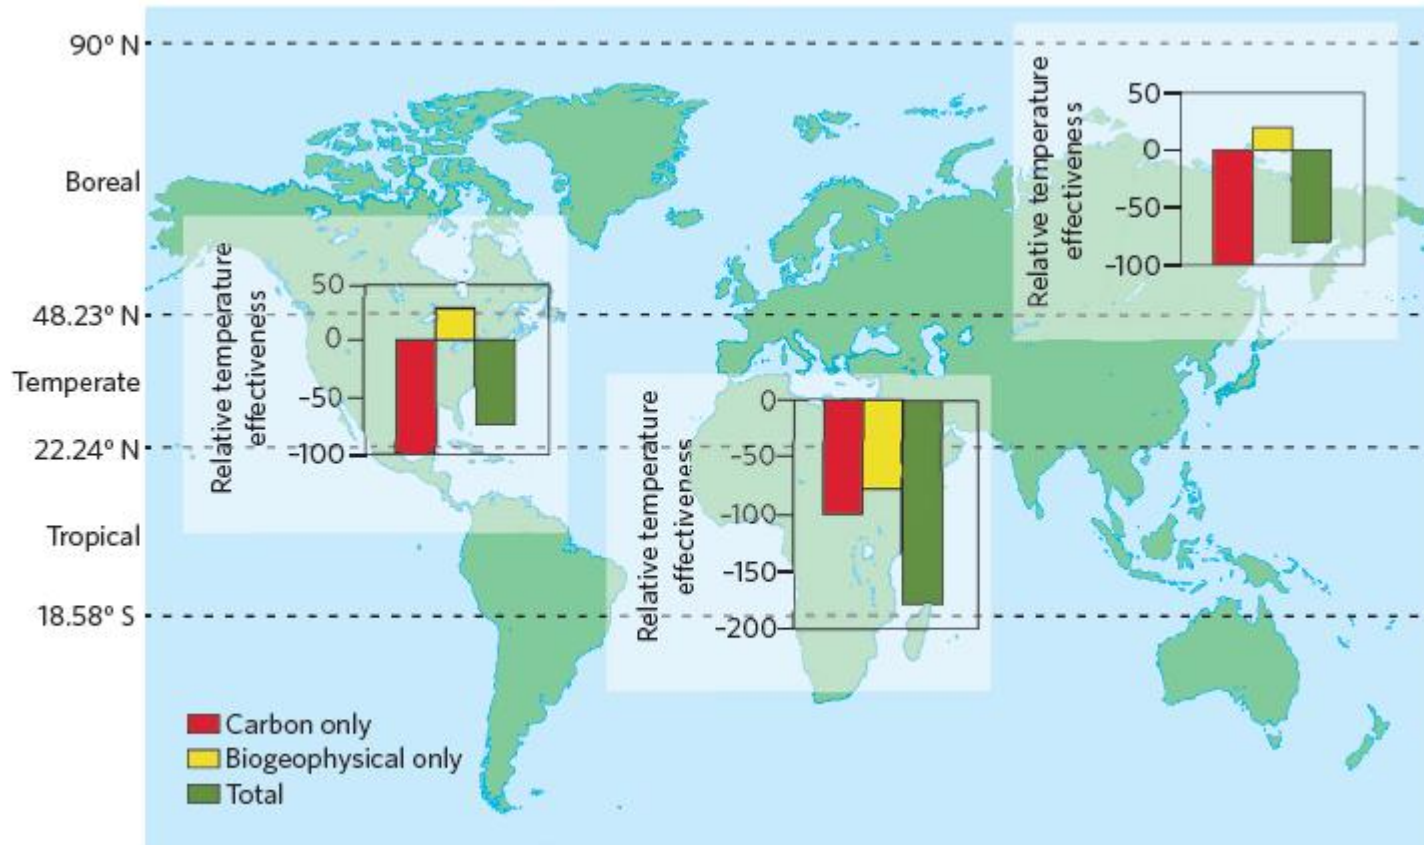 90° N
Boreal
48.23° N
Temperate
22.24° N
Tropical
18.58° S
Relative temperature
effectiveness
50
0
-50
-100
Relative temperature
effectiveness
0
-50
-100
-150
-200
Relative temperature
effectiveness
50
0
-50
-100
Carbon only
Biogeophysical only
Total